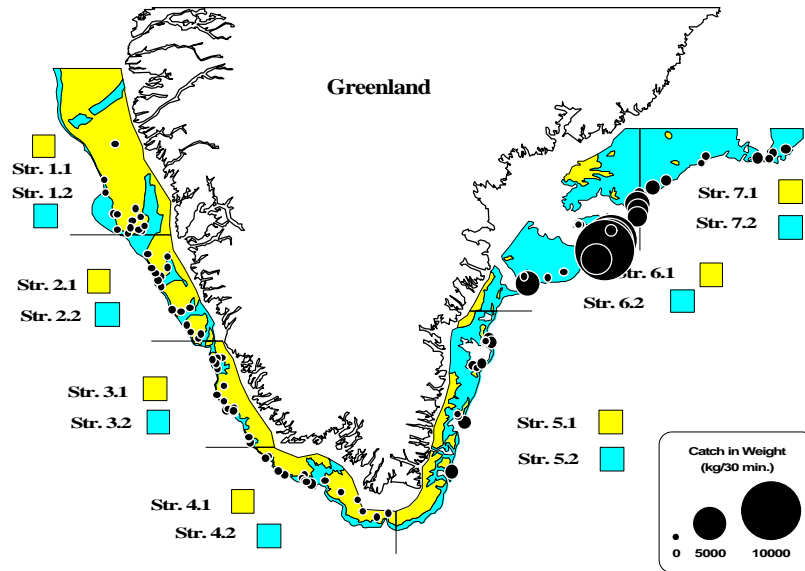 Greenland
Str. 1.1
Str. 1.2
Str. 2.1
Str. 2.2
Str. 3.1
Str. 3.2
Str. 4.1
Str. 4.2
Str. 7.1
Str. 7.2
Str. 6.1
Str. 6.2
Str. 5.1
Str. 5.2
Catch in Weight
(kg/30 min.)
0 5000 10000